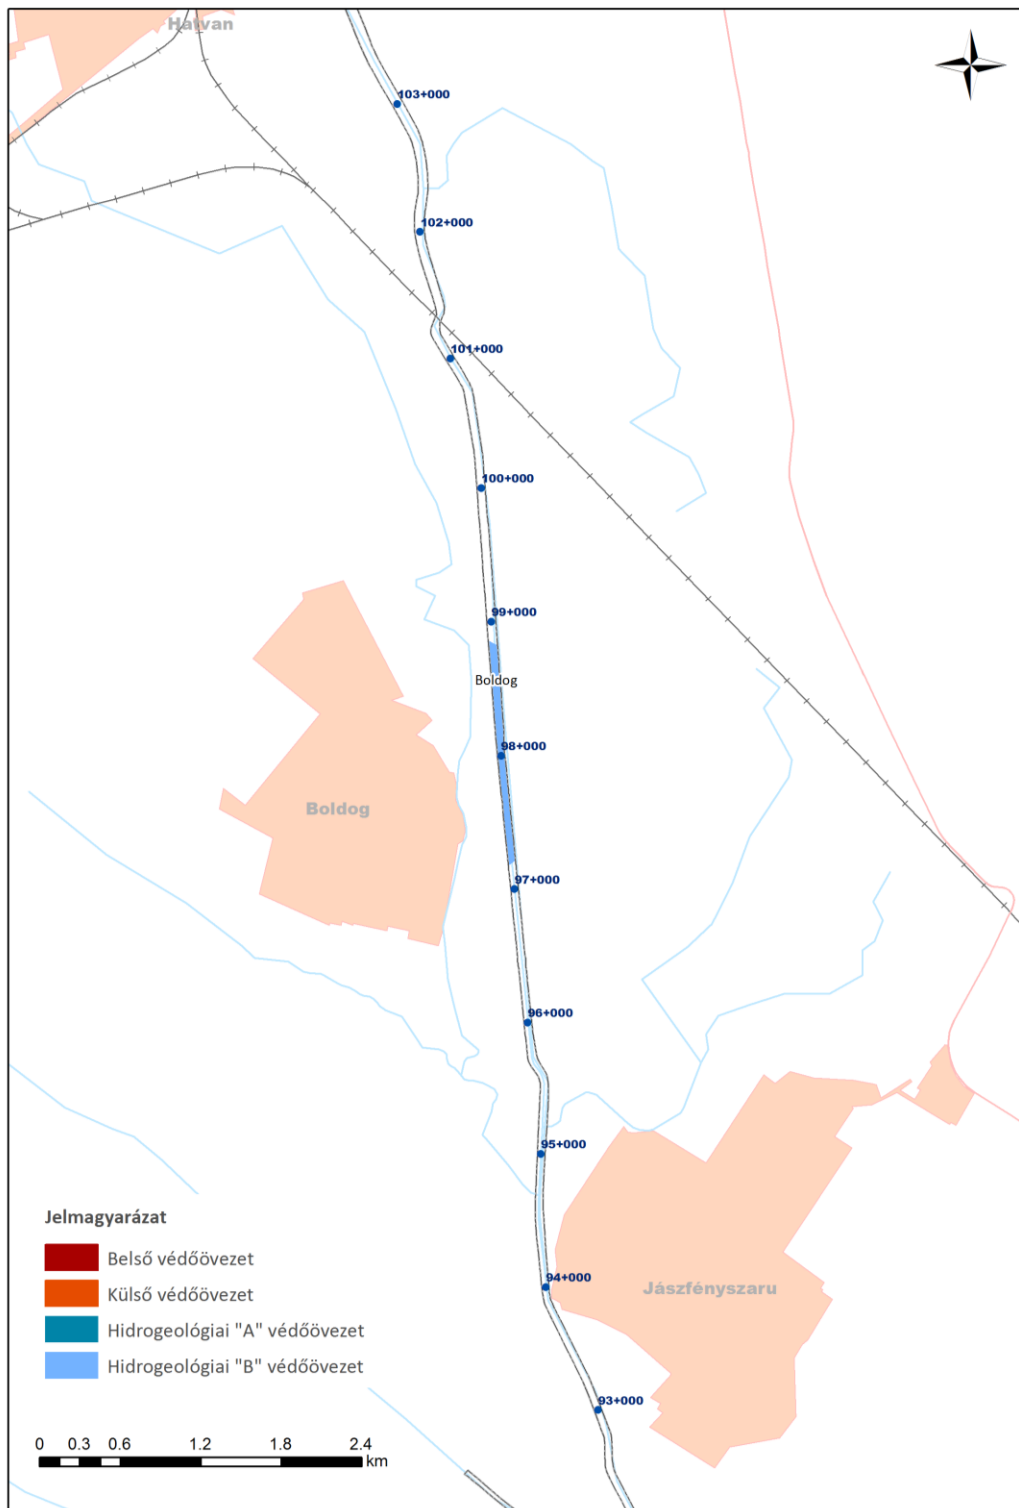 Hatvan
103+000
102+000
101+000
100+000
99+000
Boldog
98+000
Boldog
97+000
96+000
95+000
94+000
Jászfényszaru
93+000
Jelmagyarázat
Belső védőövezet
Külső védőövezet
Hidrogeológiai "A" védőövezet
Hidrogeológiai "B" védőövezet
0 0.3 0.6 1.2 1.8 2.4
km